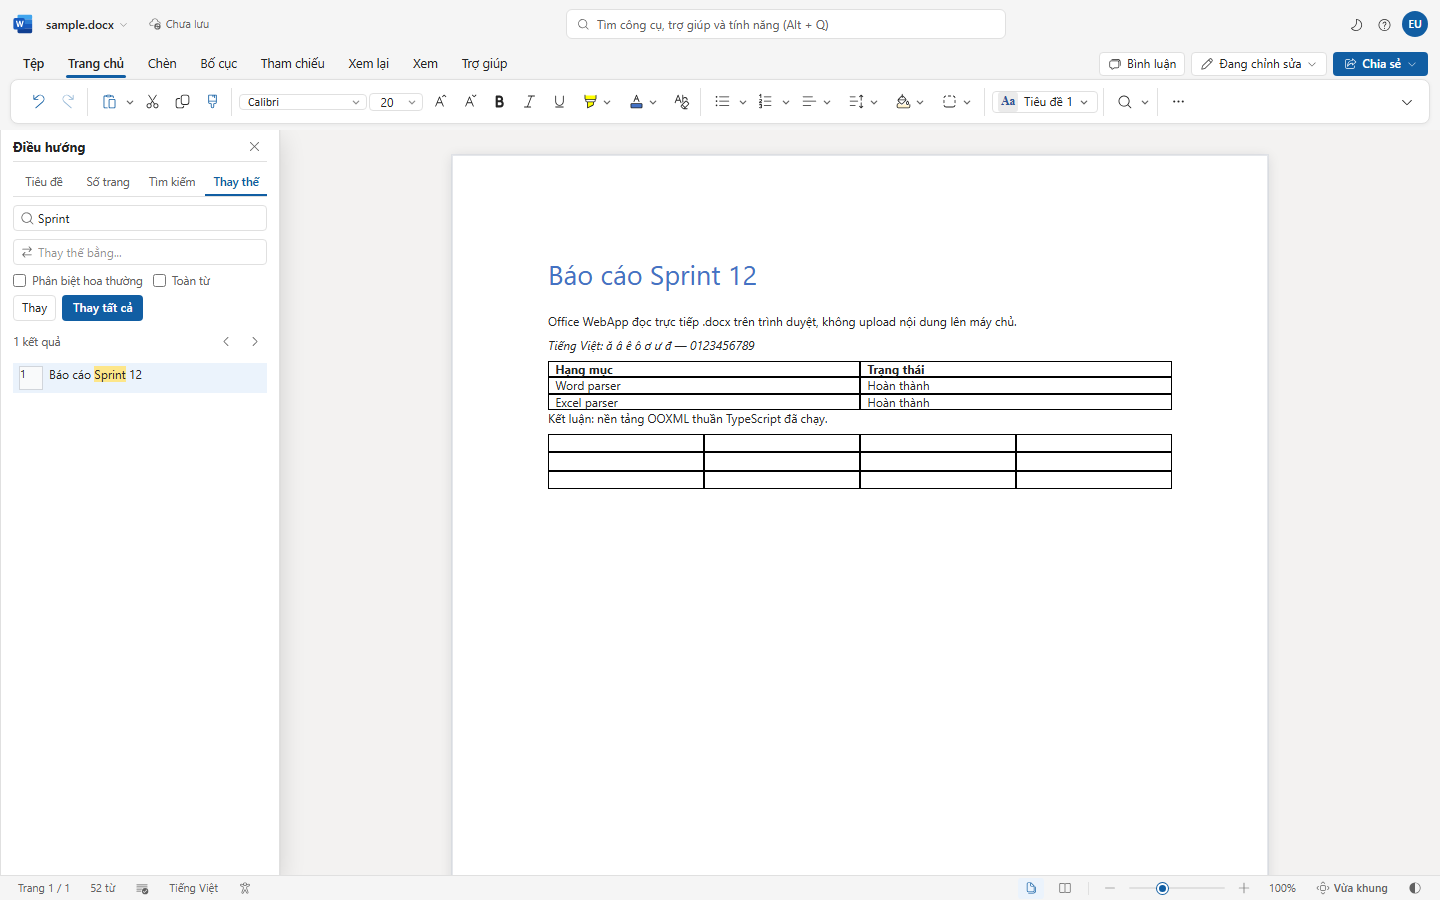 sample.docx
Chưa lưu
Tìm công cụ, trợ giúp và tính năng (Alt + Q)
EU
Tệp
Trang chủ
Chèn
Bố cục
Tham chiếu
Xem lại
Xem
Trợ giúp
Bình luận
Đang chỉnh sửa
Chia sẻ
Calibri
20
Aa Tiêu đề 1
Điều hướng
Tiêu đề
Số trang
Tìm kiếm
Thay thế
Sprint
Thay thế bằng...
Phân biệt hoa thường
Toàn từ
Thay
Thay tất cả
1 kết quả
1
Báo cáo Sprint 12
Báo cáo Sprint 12
Office WebApp đọc trực tiếp .docx trên trình duyệt, không upload nội dung lên máy chủ.
Tiếng Việt: ă â ê ô ơ ư đ — 0123456789
Hạng mục Trạng thái
Word parser Hoàn thành
Excel parser Hoàn thành
Kết luận: nền tảng OOXML thuần TypeScript đã chạy.
Trang 1 / 1
52 từ
Tiếng Việt
100%
Vừa khung